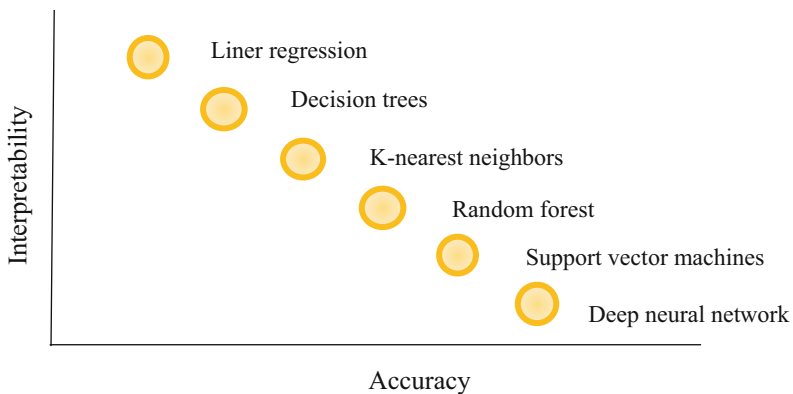 Liner regression
Decision trees
K-nearest neighbors
Random forest
Support vector machines
Deep neural network
Interpretability
Accuracy